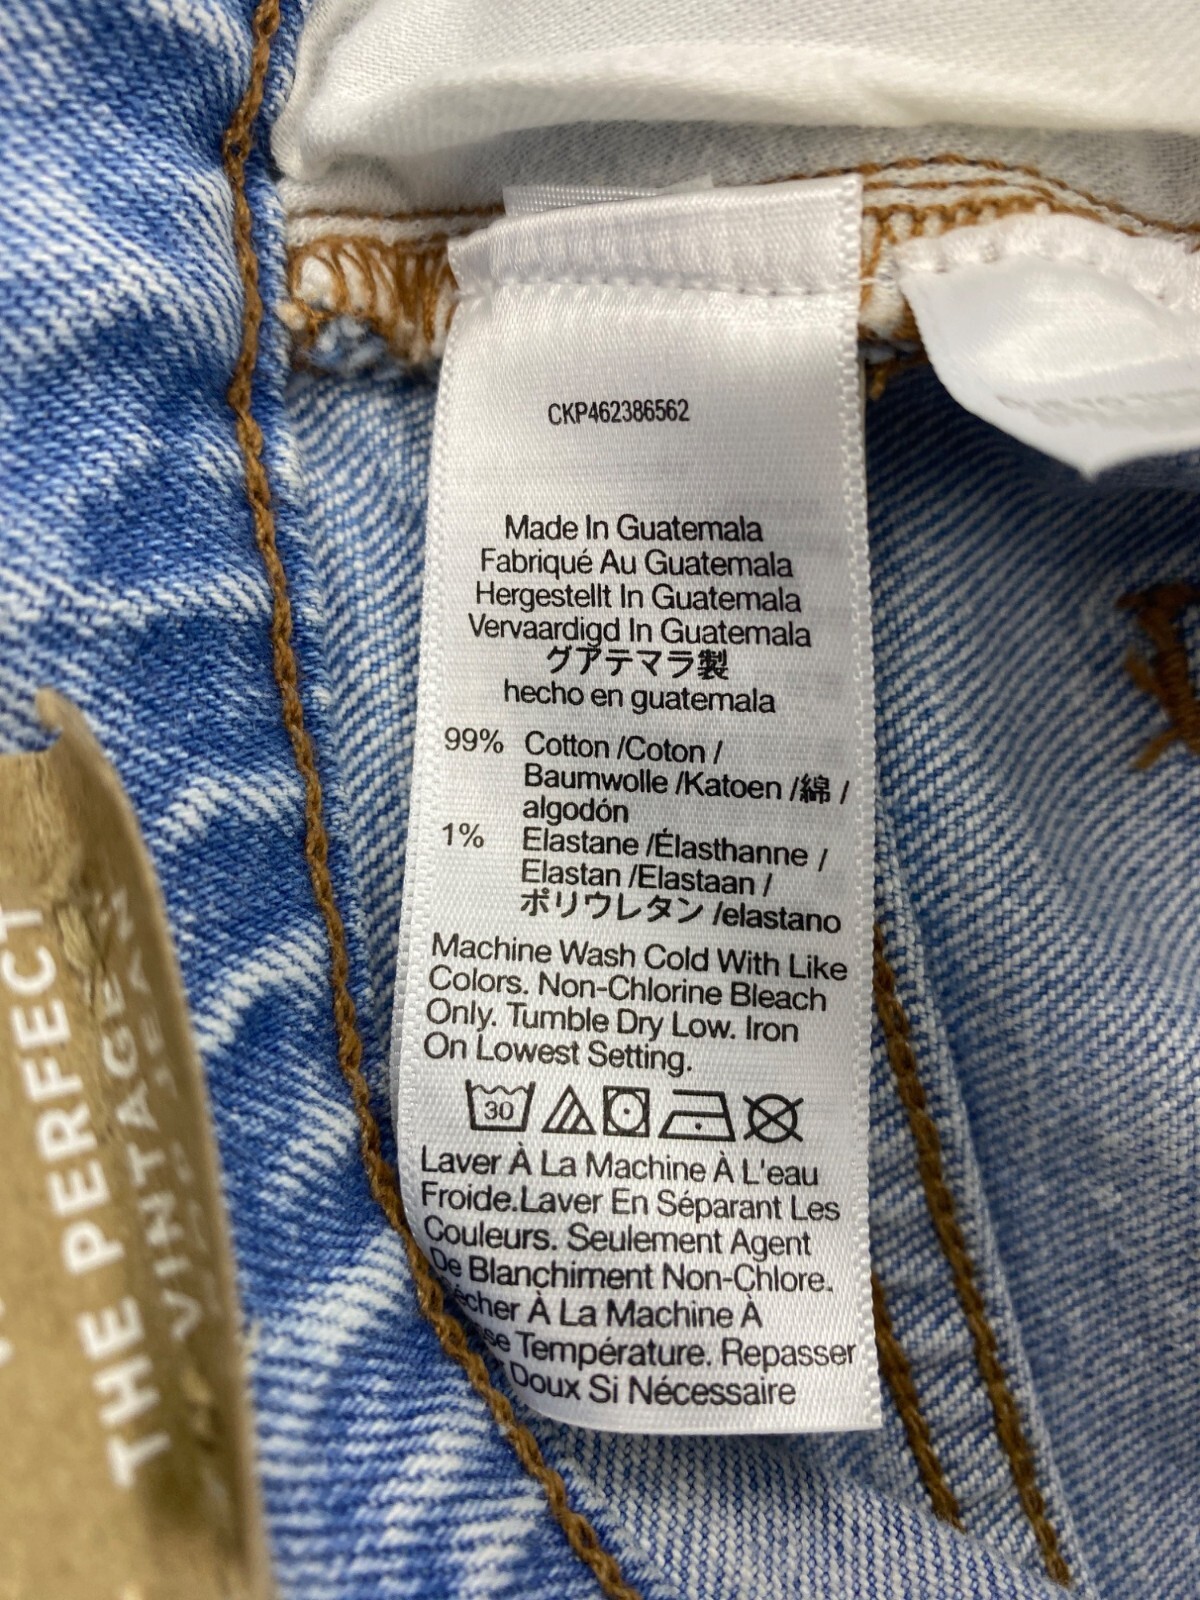 CKP462386562
Made In Guatemala
Fabriqué Au Guatemala
Hergestellt In Guatemala
Vervaardigd In Guatemala
グアテマラ製
hecho en guatemala
99% Cotton /Coton /
Baumwolle /Katoen /綿 /
algodón
1% Elastane /Élasthanne /
Elastan /Elastaan /
ポリウレタン /elastano
Machine Wash Cold With Like
Colors. Non-Chlorine Bleach
Only. Tumble Dry Low. Iron
On Lowest Setting.
30
Laver À La Machine À L'eau
Froide.Laver En Séparant Les
Couleurs. Seulement Agent
De Blanchiment Non-Chlore.
À La Machine À
Température. Repasser
Doux Si Nécessaire
THE PERFECT
VINTAGE
JEAN